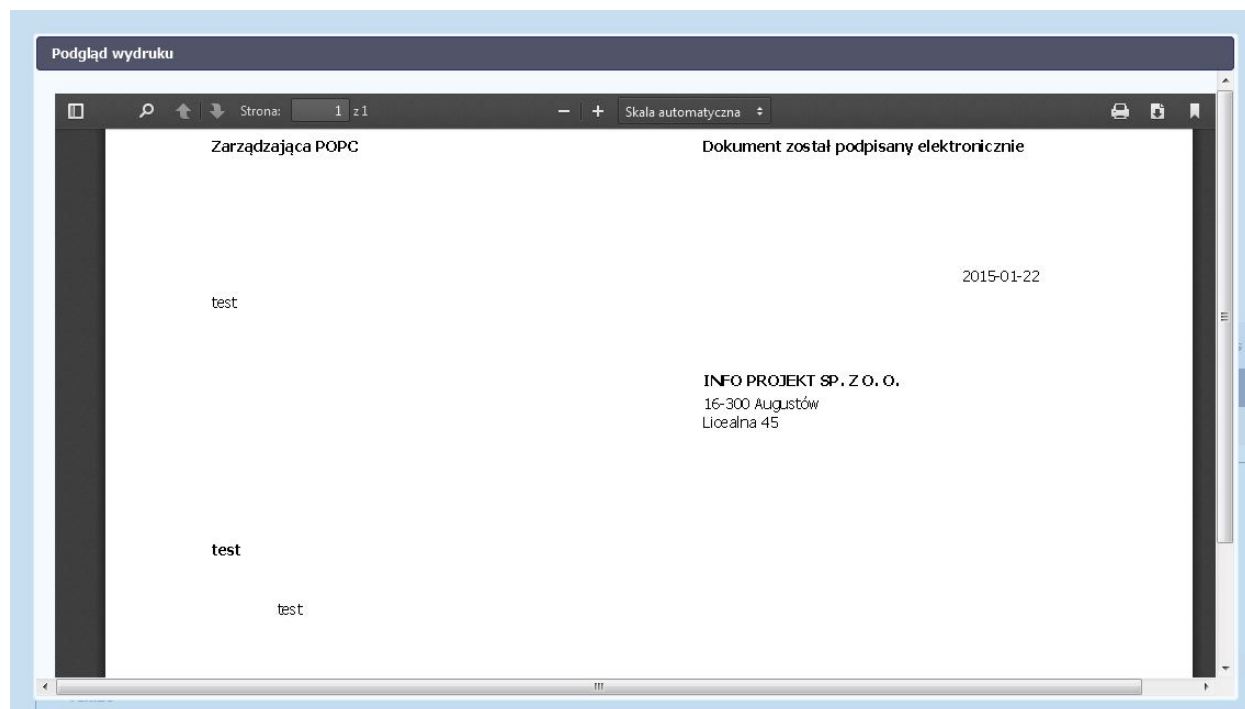 Podgląd wydruku
Strona: 1 z 1 Skala automatyczna
Zarządzająca POPC Dokument został podpisany elektronicznie
2015-01-22
test
INFO PROJEKT SP. Z O. O.
16-300 Augustów
Licealna 45
test
test